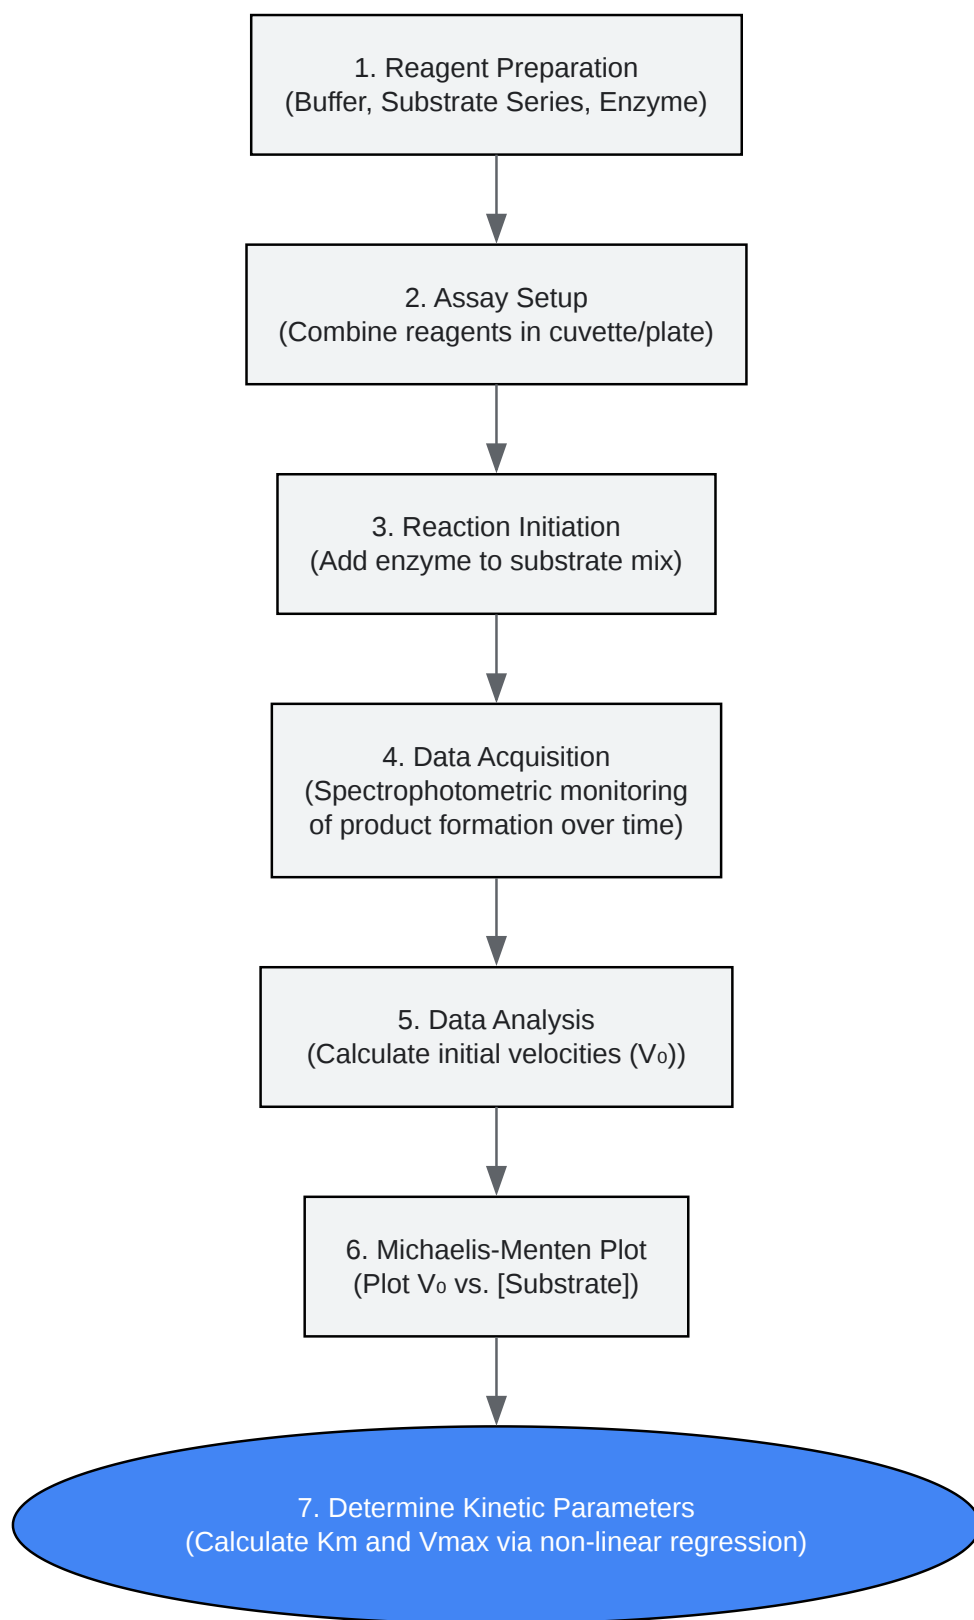 1. Reagent Preparation
(Buffer, Substrate Series, Enzyme)
2. Assay Setup
(Combine reagents in cuvette/plate)
3. Reaction Initiation
(Add enzyme to substrate mix)
4. Data Acquisition
(Spectrophotometric monitoring
of product formation over time)
5. Data Analysis
(Calculate initial velocities (V₀))
6. Michaelis-Menten Plot
(Plot V₀ vs. [Substrate])
7. Determine Kinetic Parameters
(Calculate Km and Vmax via non-linear regression)